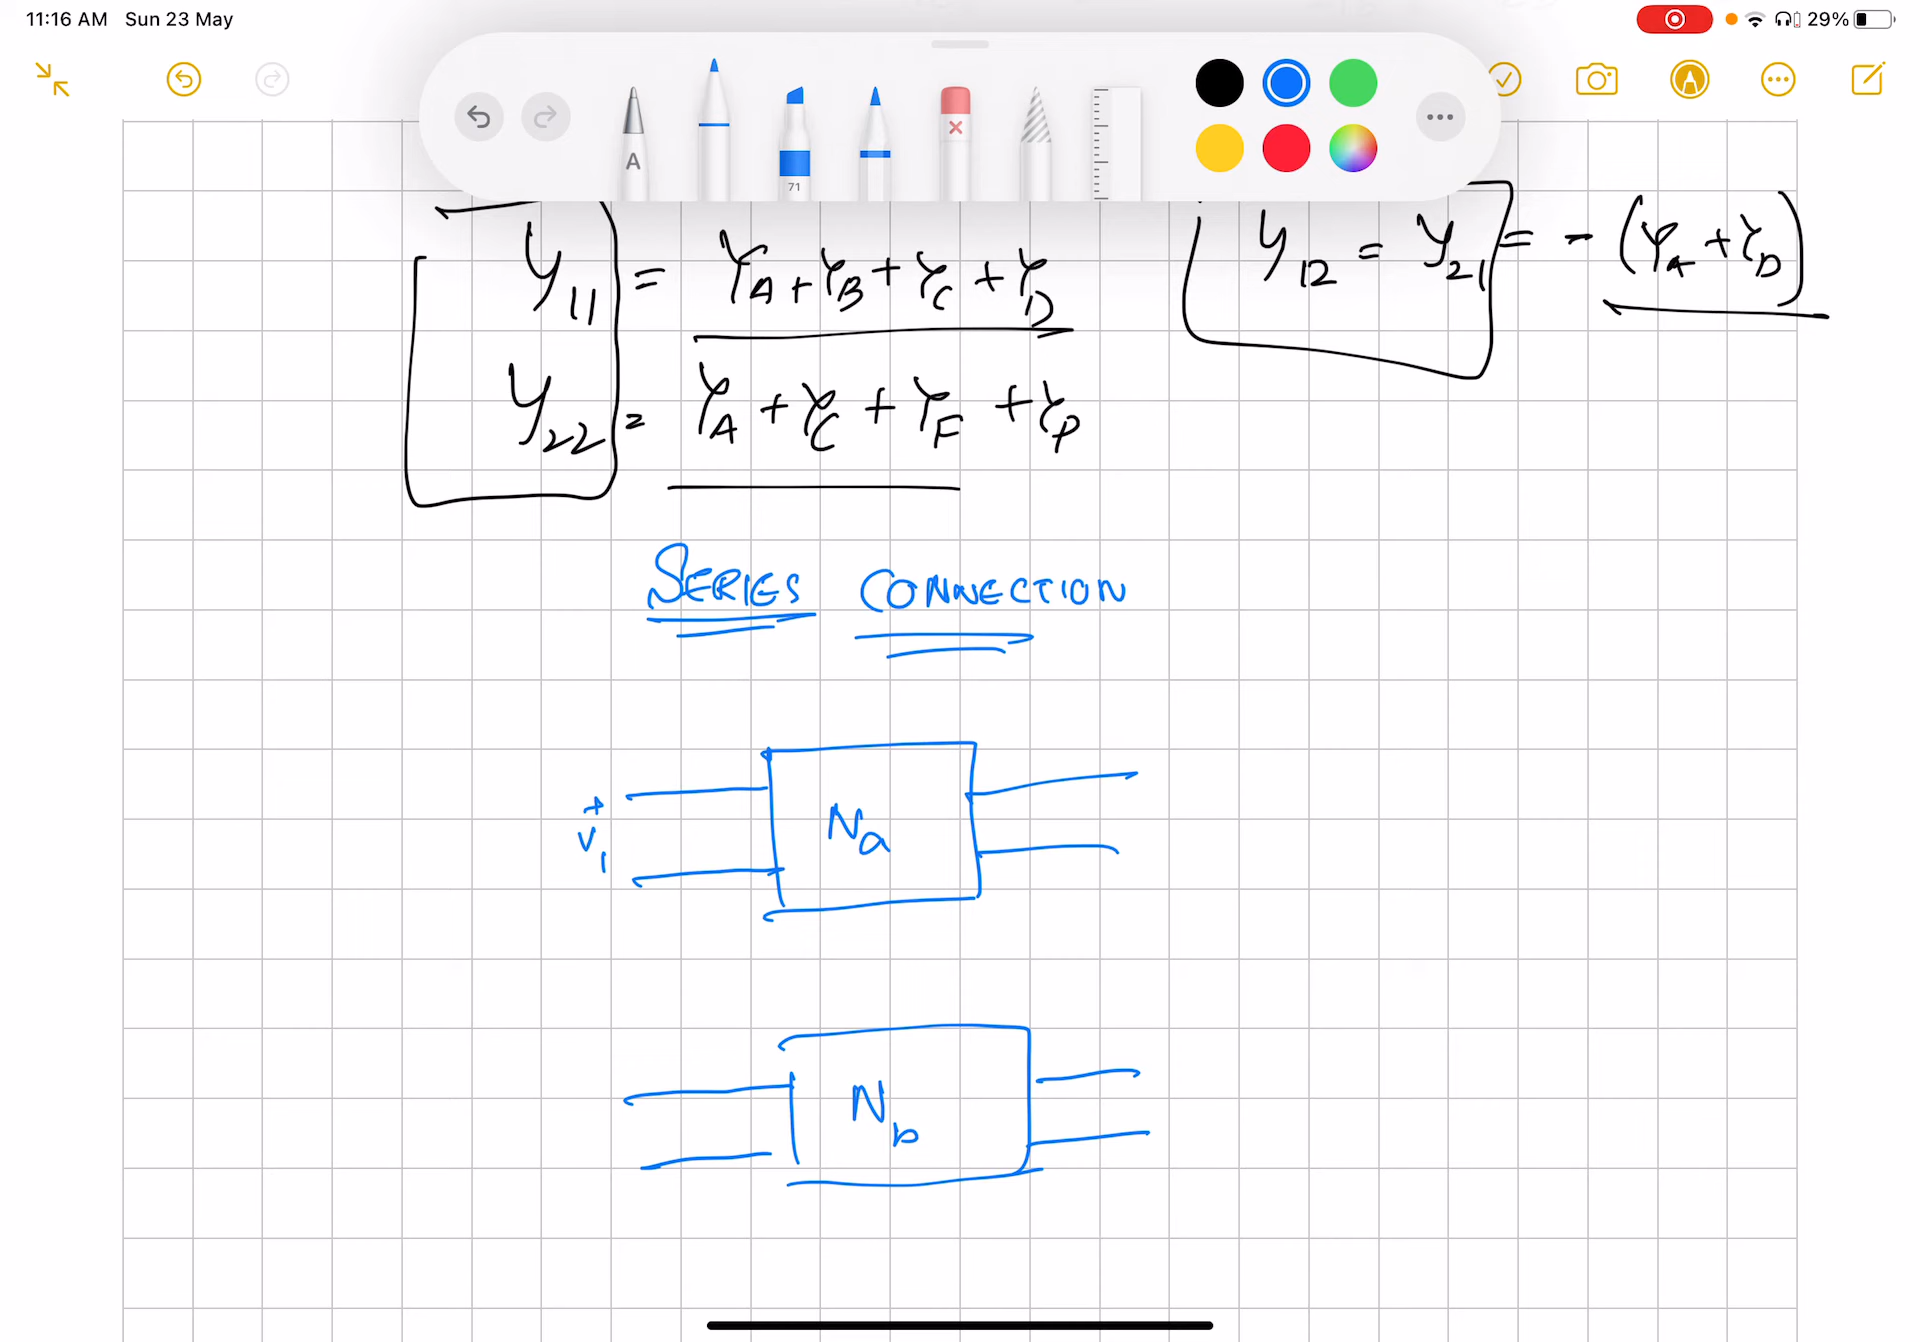 11:16 AM Sun 23 May 29%
A 71
y11 = YA + YB + YC + YD
y12 = y21 = - (YA + YD)
y22 = YA + YC + YF + YP
SERIES CONNECTION
+
V1
Na
Nb